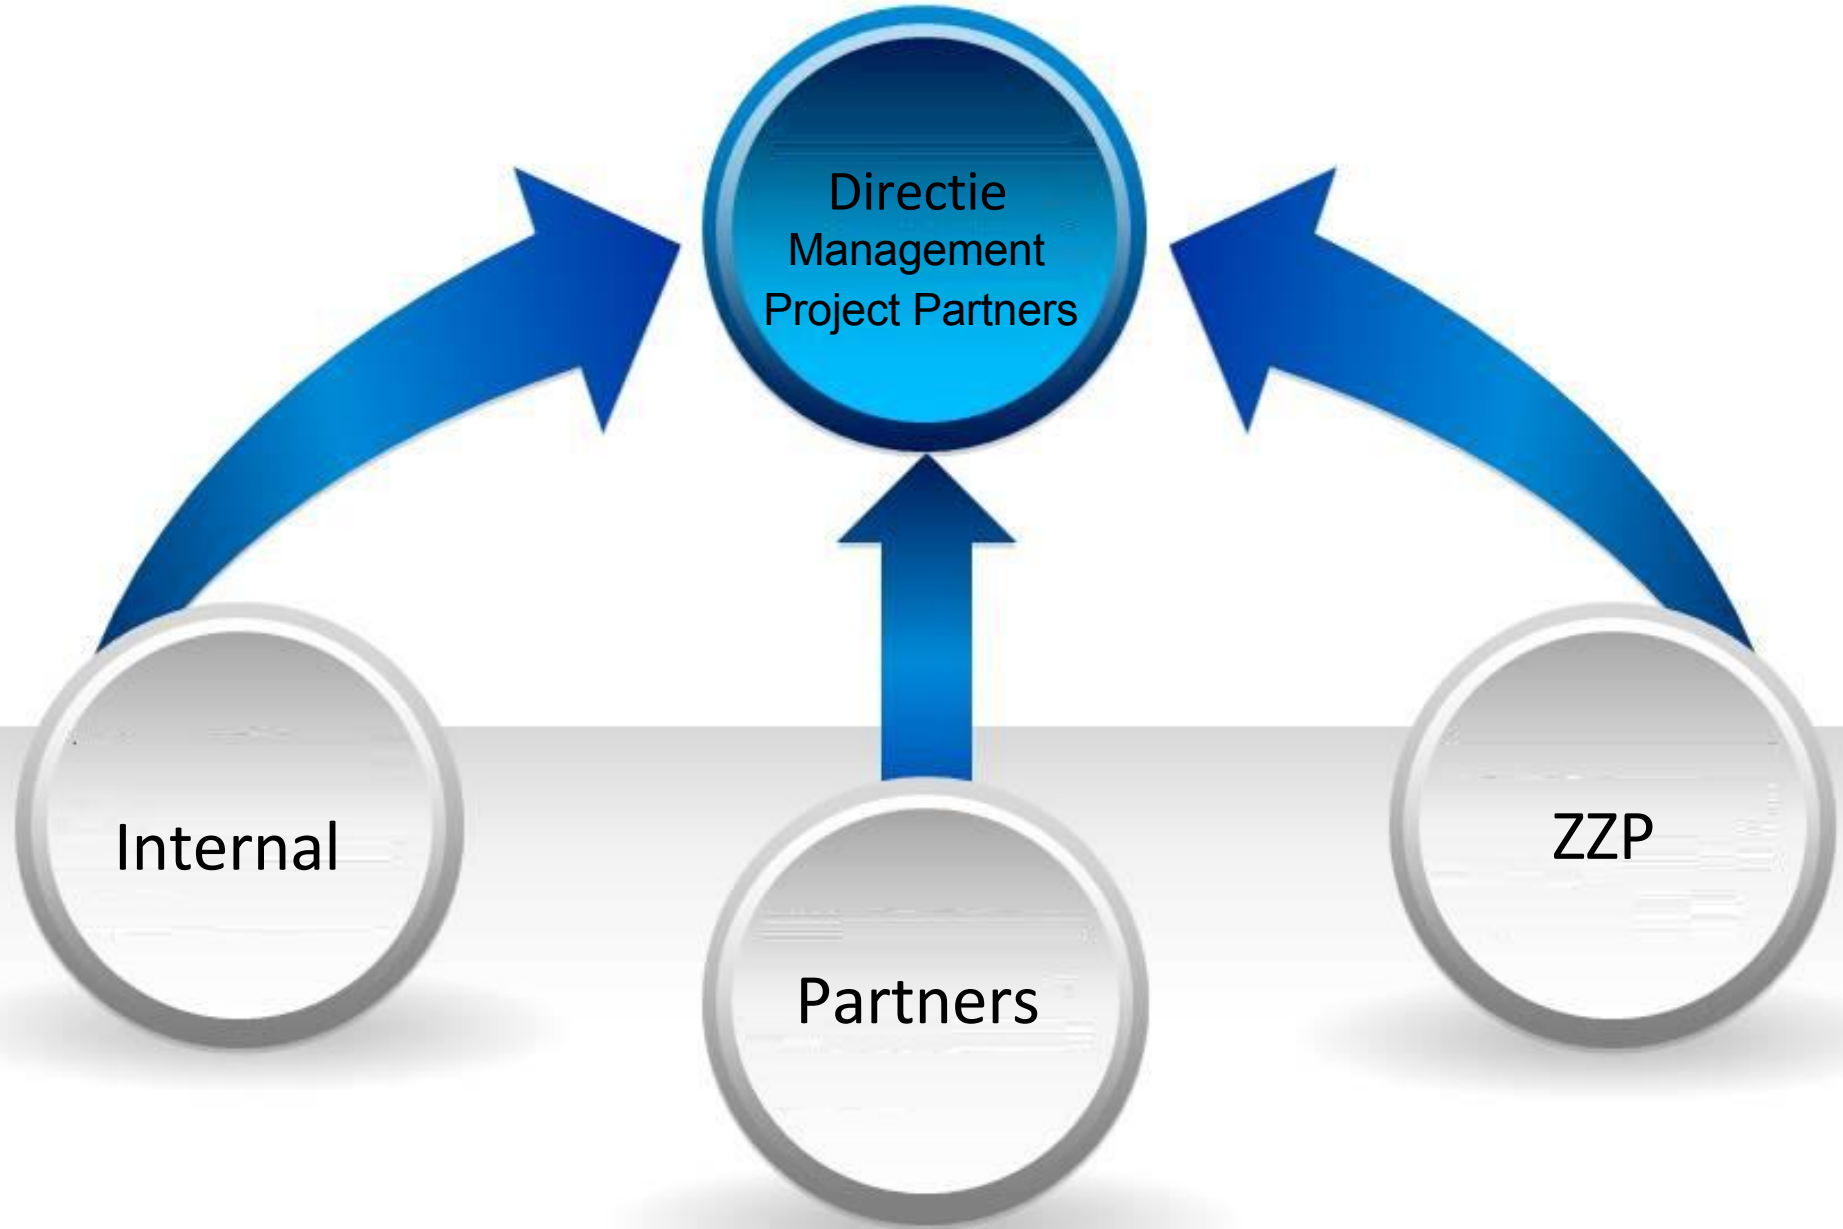 Directie
Management
Project Partners
Internal
ZZP
Partners